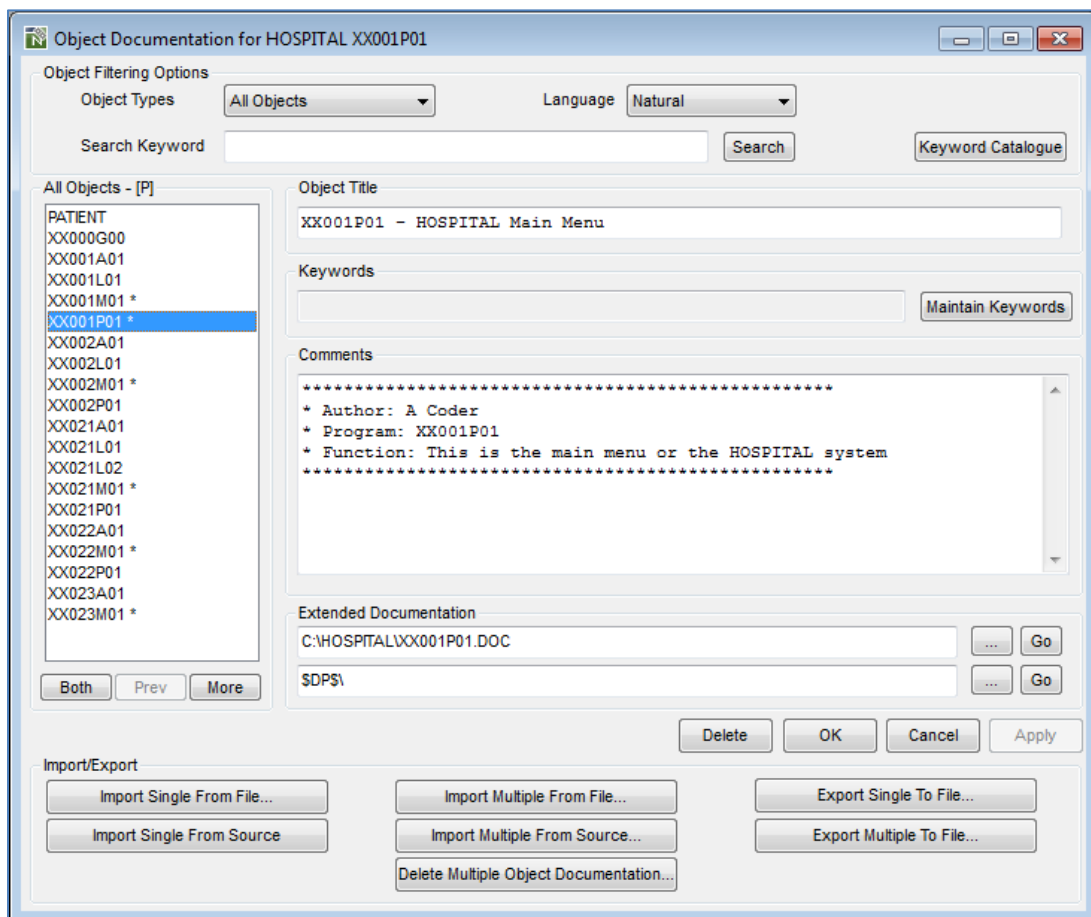 Object Documentation for HOSPITAL XX001P01
Object Filtering Options
Object Types All Objects Language Natural
Search Keyword Search Keyword Catalogue
All Objects - [P]
PATIENT
XX000G00
XX001A01
XX001L01
XX001M01 *
XX001P01 *
XX002A01
XX002L01
XX002M01 *
XX002P01
XX021A01
XX021L01
XX021L02
XX021M01 *
XX021P01
XX022A01
XX022M01 *
XX022P01
XX023A01
XX023M01 *
Both Prev More
Object Title
XX001P01 - HOSPITAL Main Menu
Keywords
Maintain Keywords
Comments
***************************************************
* Author: A Coder
* Program: XX001P01
* Function: This is the main menu or the HOSPITAL system
***************************************************
Extended Documentation
C:\HOSPITAL\XX001P01.DOC ... Go
$DP$\ ... Go
Delete OK Cancel Apply
Import/Export
Import Single From File... Import Multiple From File... Export Single To File...
Import Single From Source Import Multiple From Source... Export Multiple To File...
Delete Multiple Object Documentation...